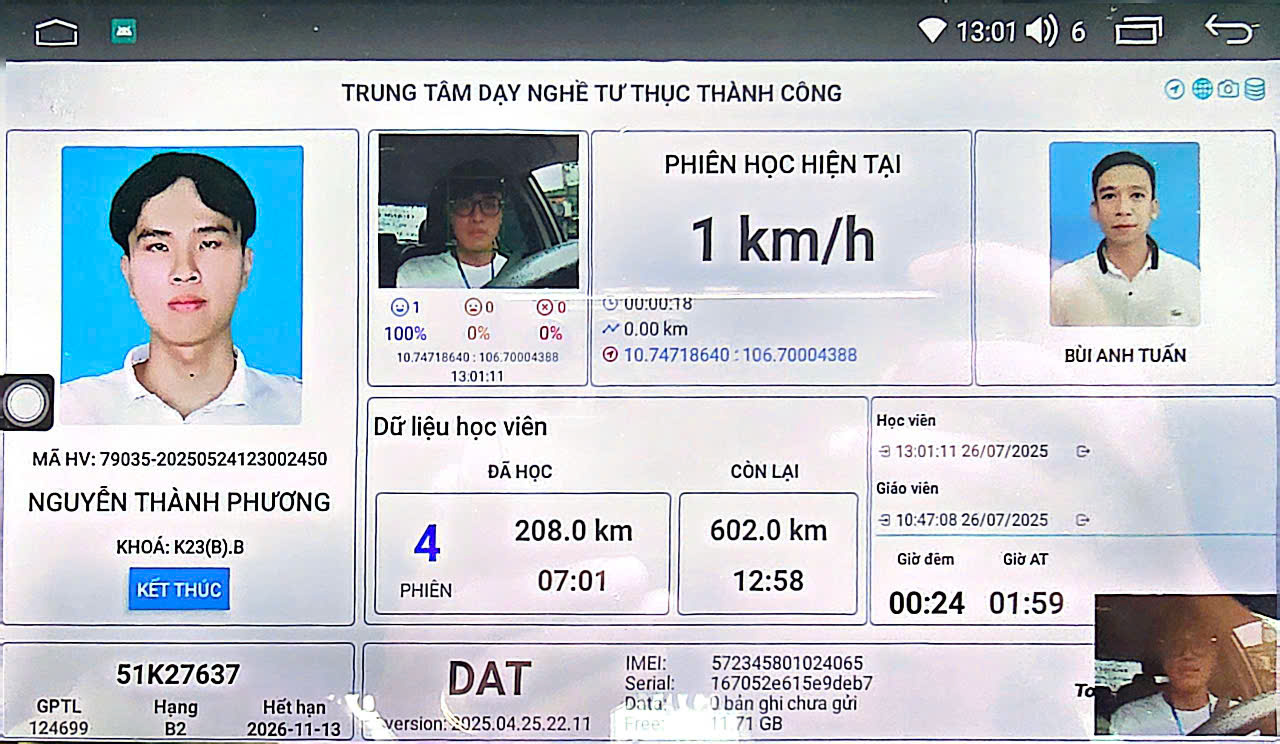 13:01 6
TRUNG TÂM DẠY NGHỀ TƯ THỤC THÀNH CÔNG
MÃ HV: 79035-20250524123002450
NGUYỄN THÀNH PHƯƠNG
KHOÁ: K23(B).B
KẾT THÚC
1 0 0
100% 0% 0%
10.74718640 : 106.70004388
13:01:11
PHIÊN HỌC HIỆN TẠI
1 km/h
00:00:18
0.00 km
10.74718640 : 106.70004388
BÙI ANH TUẤN
Dữ liệu học viên
ĐÃ HỌC
4
PHIÊN
208.0 km
07:01
CÒN LẠI
602.0 km
12:58
Học viên
13:01:11 26/07/2025
Giáo viên
10:47:08 26/07/2025
Giờ đêm Giờ AT
00:24 01:59
51K27637
GPTL Hạng Hết hạn
124699 B2 2026-11-13
DAT
version: 2025.04.25.22.11
IMEI: 572345801024065
Serial: 167052e615e9deb7
Data: 0 bản ghi chưa gửi
Free: 11.71 GB